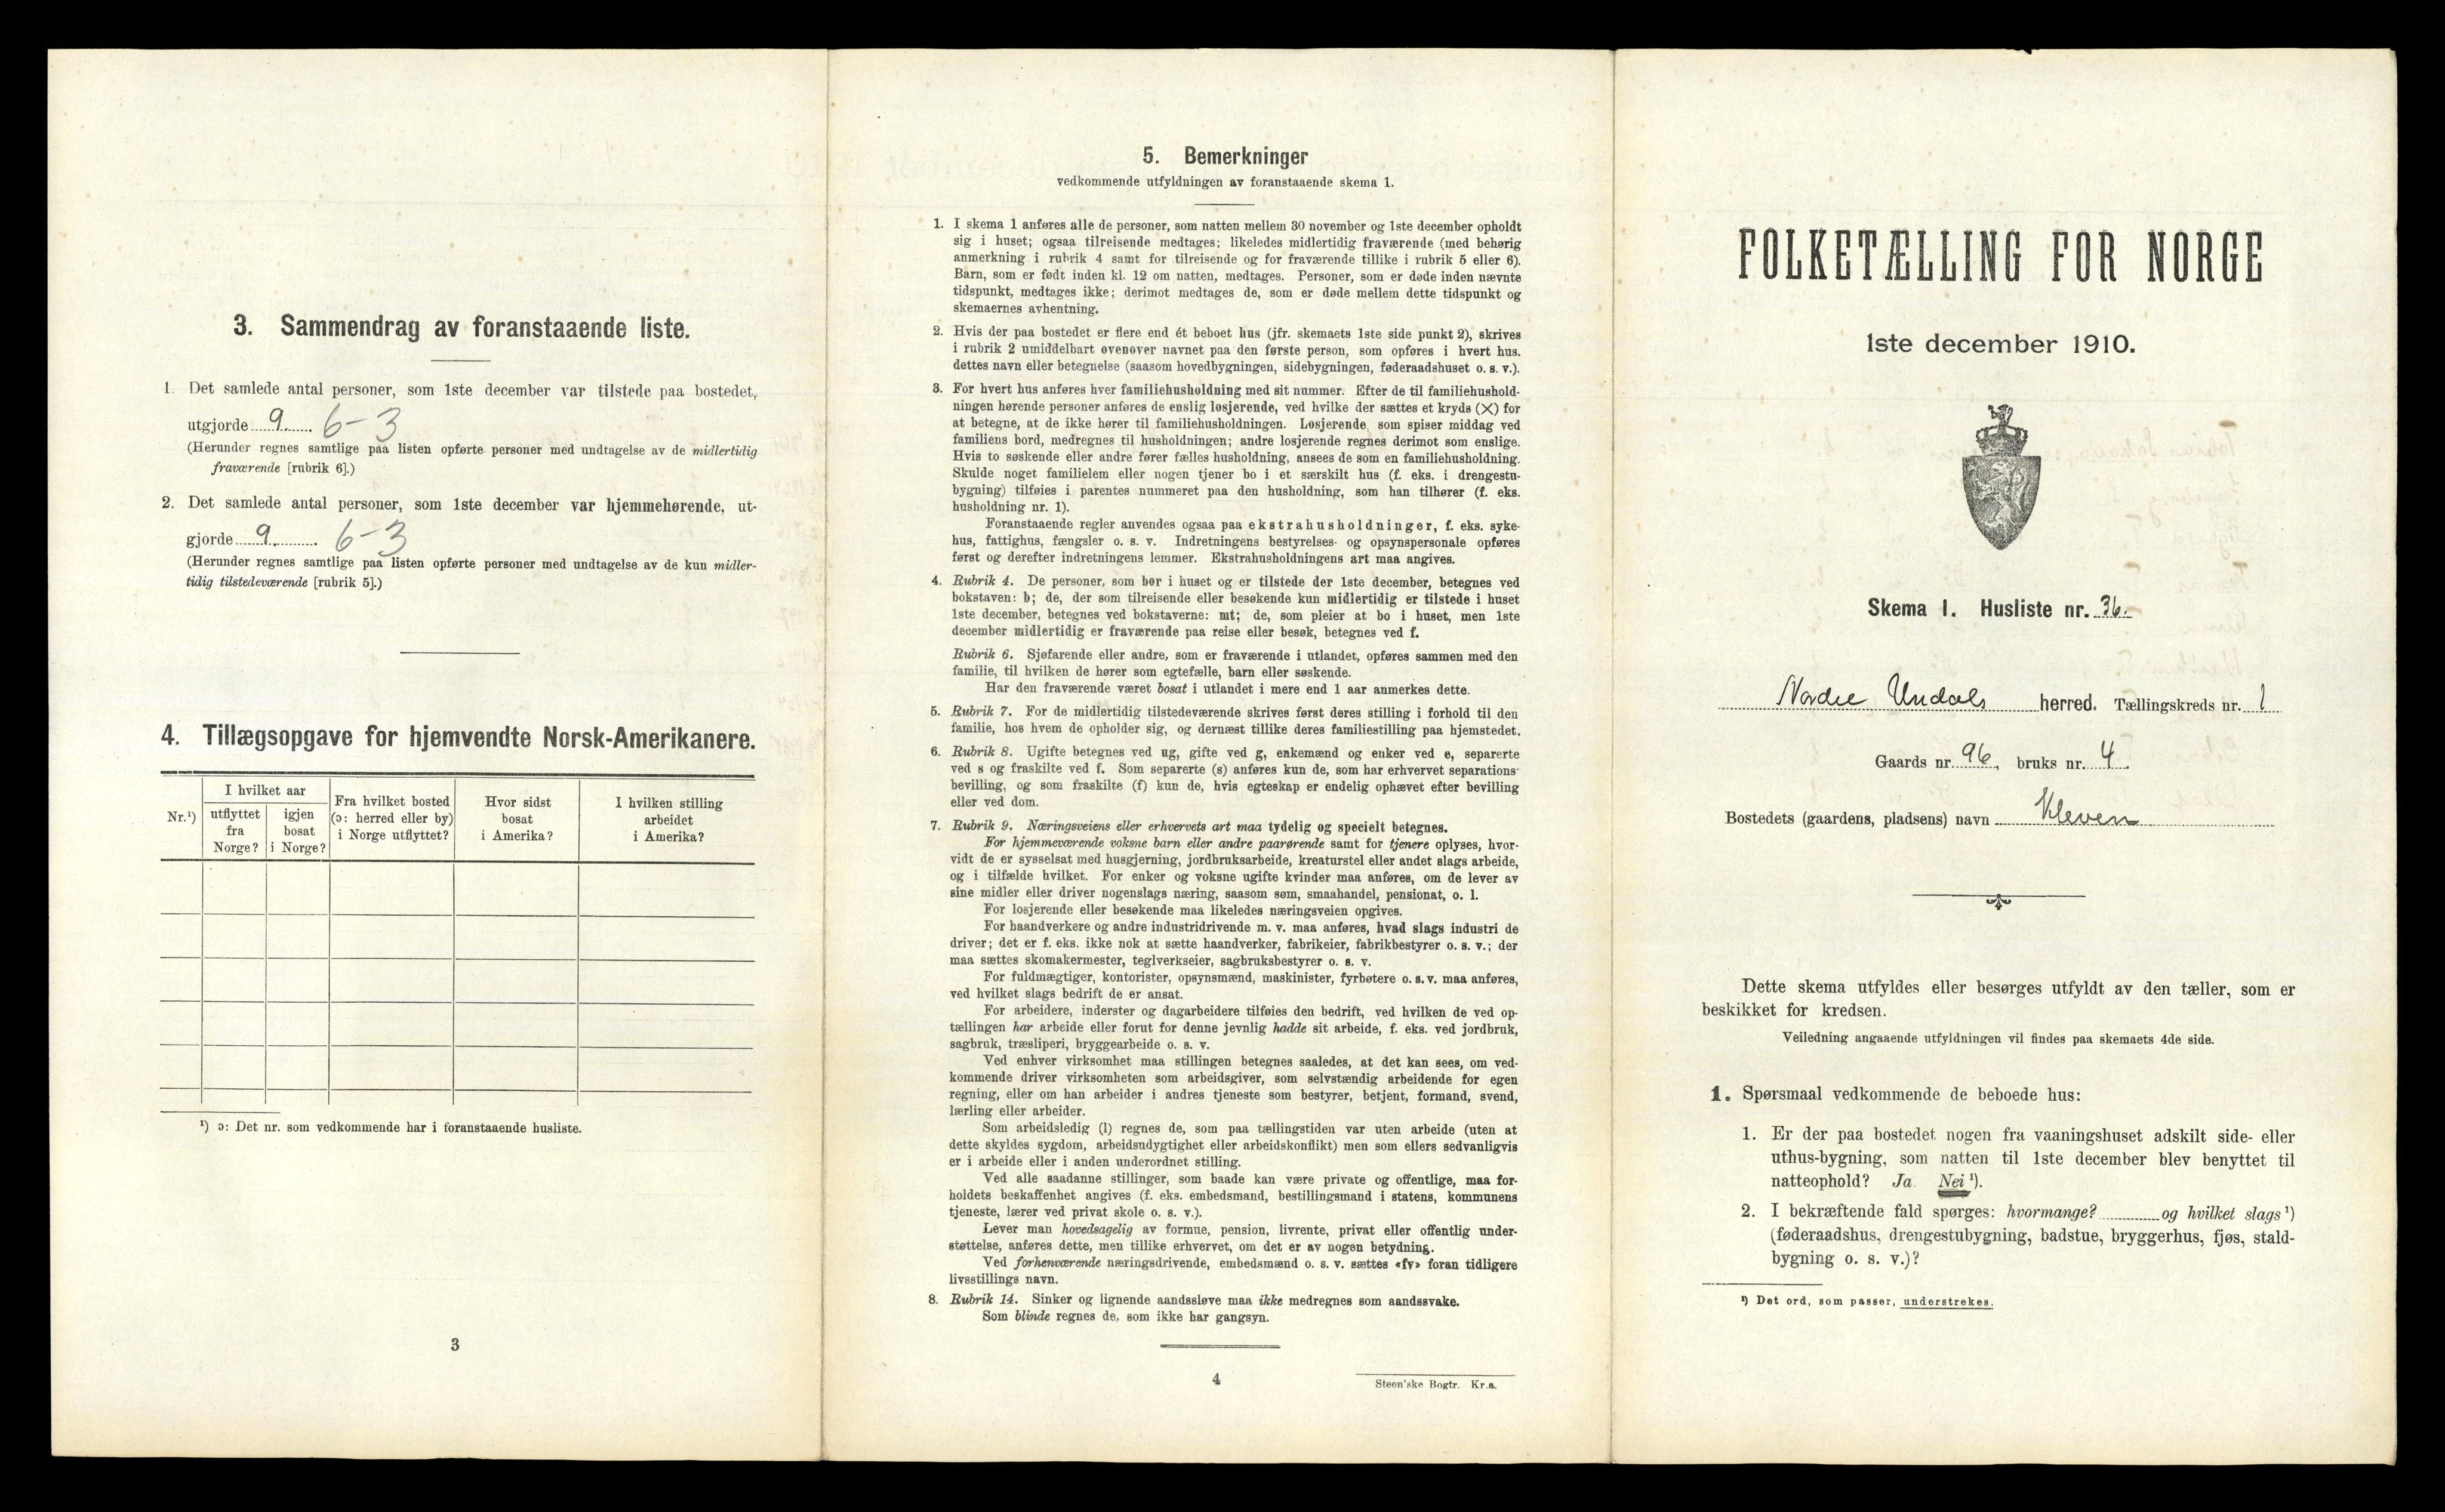 3. Sammendrag av foranstaaende liste.
1. Det samlede antal personer, som 1ste december var tilstede paa bostedet,
utgjorde 9. 6-3
(Herunder regnes samtlige paa listen opførte personer med undtagelse av de midlertidig
fraværende [rubrik 6].)
2. Det samlede antal personer, som 1ste december var hjemmehørende, ut-
gjorde 9. 6-3
(Herunder regnes samtlige paa listen opførte personer med undtagelse av de kun midler-
tidig tilstedeværende [rubrik 5].)
4. Tillægsopgave for hjemvendte Norsk-Amerikanere.
Nr.¹)
I hvilket aar
utflyttet
fra
Norge?
igjen
bosat
i Norge?
Fra hvilket bosted
(ɔ: herred eller by)
i Norge utflyttet?
Hvor sidst
bosat
i Amerika?
I hvilken stilling
arbeidet
i Amerika?
¹) ɔ: Det nr. som vedkommende har i foranstaaende husliste.
3
5. Bemerkninger
vedkommende utfyldningen av foranstaaende skema 1.
1. I skema 1 anføres alle de personer, som natten mellem 30 november og 1ste december opholdt
sig i huset; ogsaa tilreisende medtages; likeledes midlertidig fraværende (med behørig
anmerkning i rubrik 4 samt for tilreisende og for fraværende tillike i rubrik 5 eller 6).
Barn, som er født inden kl. 12 om natten, medtages. Personer, som er døde inden nævnte
tidspunkt, medtages ikke; derimot medtages de, som er døde mellem dette tidspunkt og
skemaernes avhentning.
2. Hvis der paa bostedet er flere end ét beboet hus (jfr. skemaets 1ste side punkt 2), skrives
i rubrik 2 umiddelbart ovenover navnet paa den første person, som opføres i hvert hus.
dettes navn eller betegnelse (saasom hovedbygningen, sidebygningen, føderaadshuset o. s. v.).
3. For hvert hus anføres hver familiehusholdning med sit nummer. Efter de til familiehushold-
ningen hørende personer anføres de enslig losjerende, ved hvilke der sættes et kryds (×) for
at betegne, at de ikke hører til familiehusholdningen. Losjerende som spiser middag ved
familiens bord, medregnes til husholdningen; andre losjerende regnes derimot som enslige.
Hvis to søskende eller andre fører fælles husholdning, ansees de som en familiehusholdning.
Skulde noget familielem eller nogen tjener bo i et særskilt hus (f. eks. i drengestu-
bygning) tilføies i parentes nummeret paa den husholdning, som han tilhører (f. eks.
husholdning nr. 1).
Foranstaaende regler anvendes ogsaa paa ekstrahusholdninger, f. eks. syke-
hus, fattighus, fængsler o. s. v. Indretningens bestyrelses- og opsynspersonale opføres
først og derefter indretningens lemmer. Ekstrahusholdningens art maa angives.
4. Rubrik 4. De personer, som bor i huset og er tilstede der 1ste december, betegnes ved
bokstaven: b; de, der som tilreisende eller besøkende kun midlertidig er tilstede i huset
1ste december, betegnes ved bokstaverne: mt; de, som pleier at bo i huset, men 1ste
december midlertidig er fraværende paa reise eller besøk, betegnes ved f.
Rubrik 6. Sjøfarende eller andre, som er fraværende i utlandet, opføres sammen med den
familie, til hvilken de hører som egtefælle, barn eller søskende.
Har den fraværende været bosat i utlandet i mere end 1 aar anmerkes dette.
5. Rubrik 7. For de midlertidig tilstedeværende skrives først deres stilling i forhold til den
familie, hos hvem de opholder sig, og dernæst tillike deres familiestilling paa hjemstedet.
6. Rubrik 8. Ugifte betegnes ved ug, gifte ved g, enkemænd og enker ved e, separerte
ved s og fraskilte ved f. Som separerte (s) anføres kun de, som har erhvervet separations-
bevilling, og som fraskilte (f) kun de, hvis egteskap er endelig ophævet efter bevilling
eller ved dom.
7. Rubrik 9. Næringsveiens eller erhvervets art maa tydelig og specielt betegnes.
For hjemmeværende voksne barn eller andre paarørende samt for tjenere oplyses, hvor-
vidt de er sysselsat med husgjerning, jordbruksarbeide, kreaturstel eller andet slags arbeide,
og i tilfælde hvilket. For enker og voksne ugifte kvinder maa anføres, om de lever av
sine midler eller driver nogenslags næring, saasom søm, smaahandel, pensionat, o. l.
For losjerende eller besøkende maa likeledes næringsveien opgives.
For haandverkere og andre industridrivende m. v. maa anføres, hvad slags industri de
driver; det er f. eks. ikke nok at sætte haandverker, fabrikeier, fabrikbestyrer o. s. v.; der
maa sættes skomakermester, teglverkseier, sagbruksbestyrer o. s. v.
For fuldmægtiger, kontorister, opsynsmænd, maskinister, fyrbøtere o. s. v. maa anføres,
ved hvilket slags bedrift de er ansat.
For arbeidere, inderster og dagarbeidere tilføies den bedrift, ved hvilken de ved op-
tællingen har arbeide eller forut for denne jevnlig hadde sit arbeide, f. eks. ved jordbruk,
sagbruk, træsliperi, bryggearbeide o. s. v.
Ved enhver virksomhet maa stillingen betegnes saaledes, at det kan sees, om ved-
kommende driver virksomheten som arbeidsgiver, som selvstændig arbeidende for egen
regning, eller om han arbeider i andres tjeneste som bestyrer, betjent, formand, svend,
lærling eller arbeider.
Som arbeidsledig (l) regnes de, som paa tællingstiden var uten arbeide (uten at
dette skyldes sygdom, arbeidsudygtighet eller arbeidskonflikt) men som ellers sedvanligvis
er i arbeide eller i anden underordnet stilling.
Ved alle saadanne stillinger, som baade kan være private og offentlige, maa for-
holdets beskaffenhet angives (f. eks. embedsmand, bestillingsmand i statens, kommunens
tjeneste, lærer ved privat skole o. s. v.).
Lever man hovedsagelig av formue, pension, livrente, privat eller offentlig under-
støttelse, anføres dette, men tillike erhvervet, om det er av nogen betydning.
Ved forhenværende næringsdrivende, embedsmænd o. s. v. sættes «fv» foran tidligere
livsstillings navn.
8. Rubrik 14. Sinker og lignende aandssløve maa ikke medregnes som aandssvake.
Som blinde regnes de, som ikke har gangsyn.
4
Steen'ske Bogtr. Kr.a.
FOLKETÆLLING FOR NORGE
1ste december 1910.
Skema I. Husliste nr. 36.
Nordre Undals herred. Tællingskreds nr. 1
Gaards nr. 96, bruks nr. 4.
Bostedets (gaardens, pladsens) navn Kleven
Dette skema utfyldes eller besørges utfyldt av den tæller, som er
beskikket for kredsen.
Veiledning angaaende utfyldningen vil findes paa skemaets 4de side.
1. Spørsmaal vedkommende de beboede hus:
1. Er der paa bostedet nogen fra vaaningshuset adskilt side- eller
uthus-bygning, som natten til 1ste december blev benyttet til
natteophold? Ja. Nei ¹).
2. I bekræftende fald spørges: hvormange? og hvilket slags ¹)
(føderaadshus, drengestubygning, badstue, bryggerhus, fjøs, stald-
bygning o. s. v.)?
¹) Det ord, som passer, understrekes.